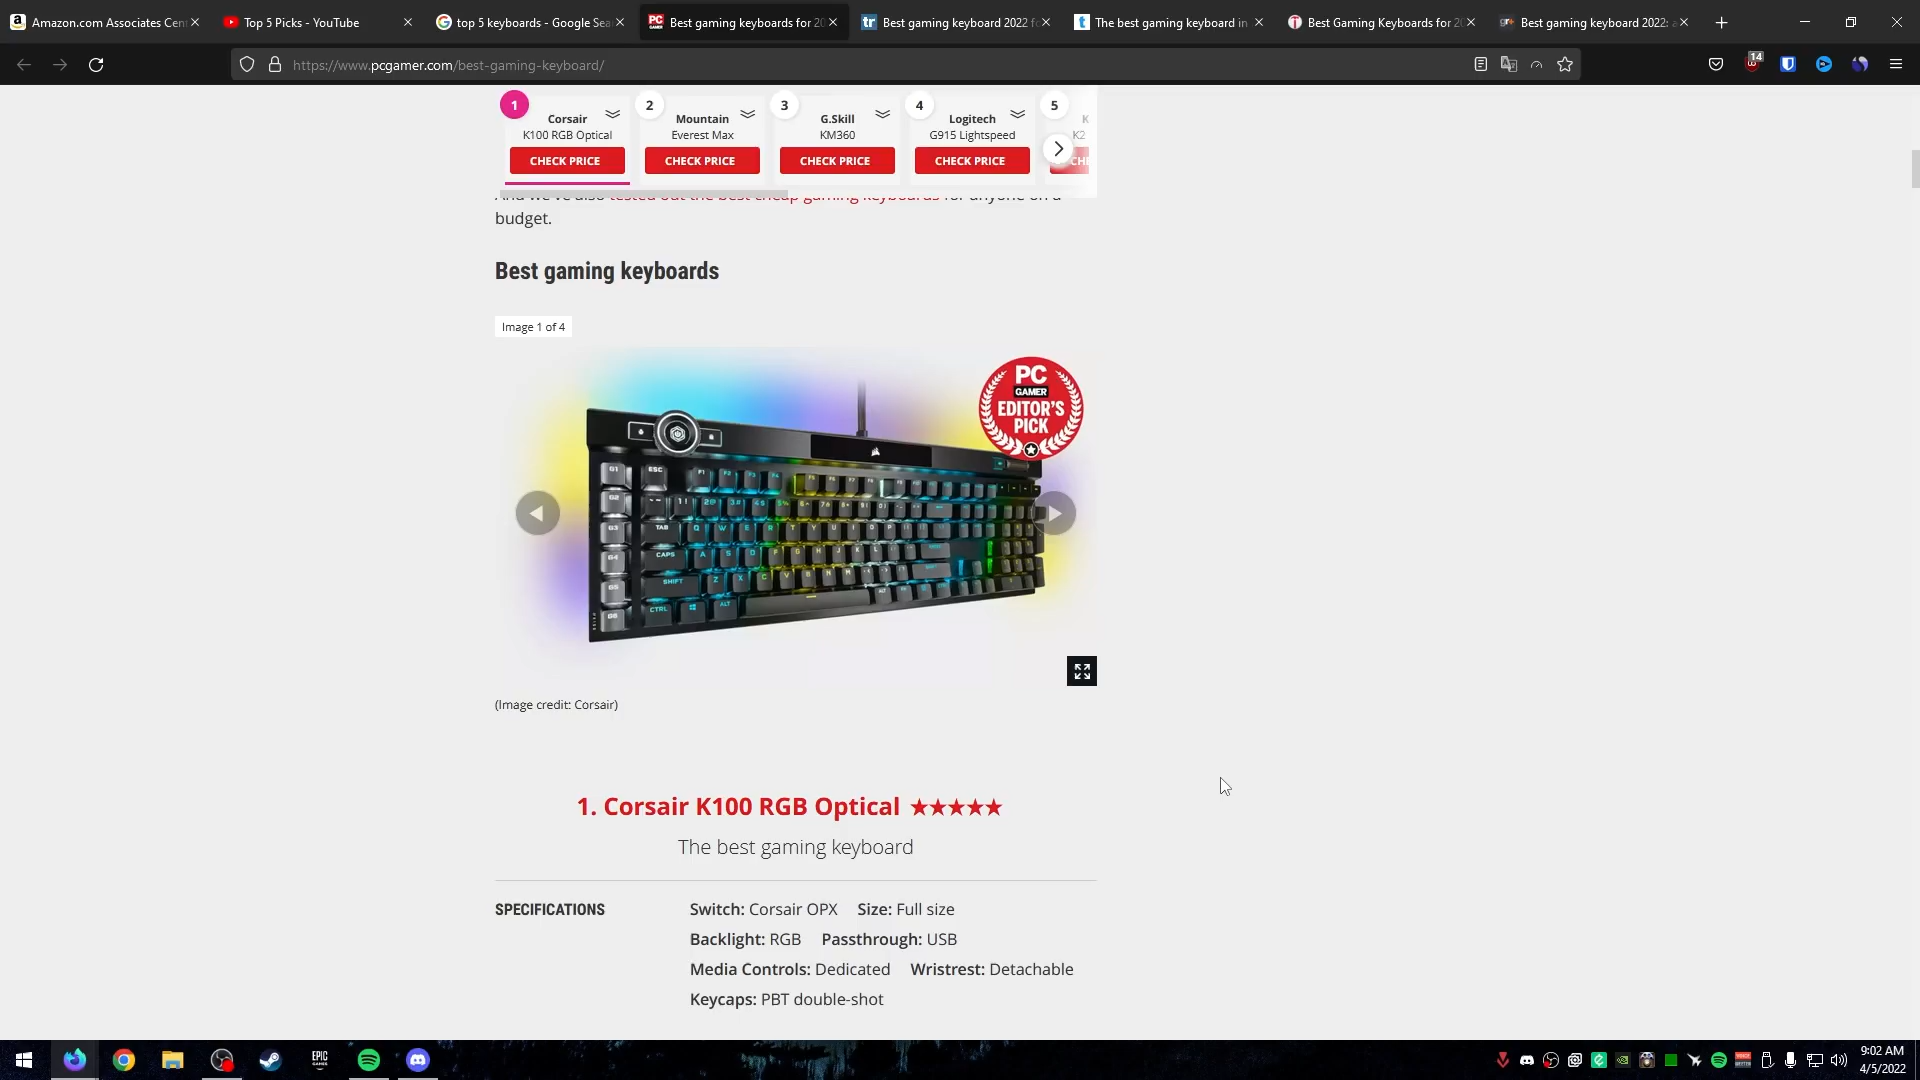 Amazon.com Associates Cen
Top 5 Picks - YouTube
top 5 keyboards - Google Sea
Best gaming keyboards for 20
Best gaming keyboard 2022 fo
The best gaming keyboard in
Best Gaming Keyboards for 20
Best gaming keyboard 2022: a
https://www.pcgamer.com/best-gaming-keyboard/
14
1
Corsair
K100 RGB Optical
CHECK PRICE
2
Mountain
Everest Max
CHECK PRICE
3
G.Skill
KM360
CHECK PRICE
4
Logitech
G915 Lightspeed
CHECK PRICE
5
K
K2
CHE
And we've also tested out the best cheap gaming keyboards for anyone on a
budget.
Best gaming keyboards
Image 1 of 4
PC
GAMER
EDITOR'S
PICK
(Image credit: Corsair)
1. Corsair K100 RGB Optical ★★★★★
The best gaming keyboard
SPECIFICATIONS
Switch: Corsair OPX Size: Full size
Backlight: RGB Passthrough: USB
Media Controls: Dedicated Wristrest: Detachable
Keycaps: PBT double-shot
EPIC
GAMES
9:02 AM
4/5/2022